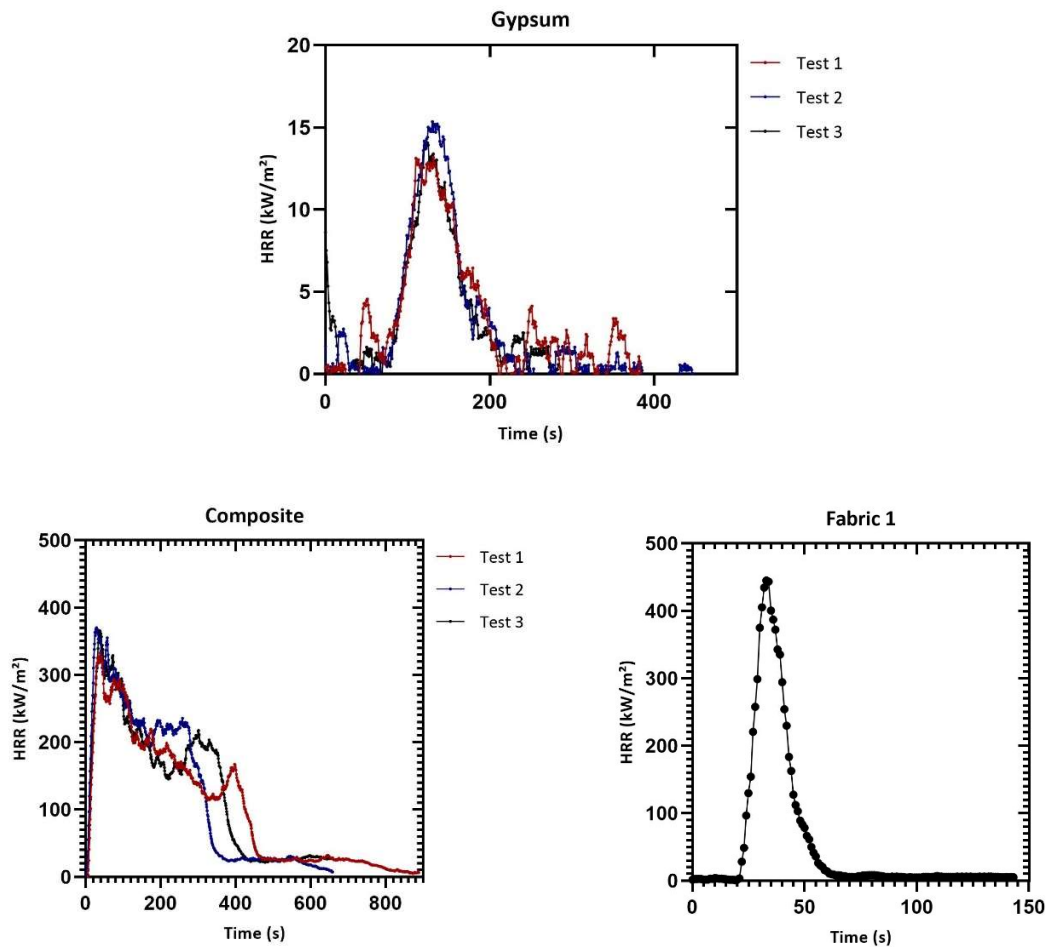 Gypsum
20
15
10
5
0
HRR (kW/m²)
0 200 400
Time (s)
Test 1
Test 2
Test 3
Composite
500
400
300
200
100
0
HRR (kW/m²)
0 200 400 600 800
Time (s)
Test 1
Test 2
Test 3
Fabric 1
500
400
300
200
100
0
HRR (kW/m²)
0 50 100 150
Time (s)